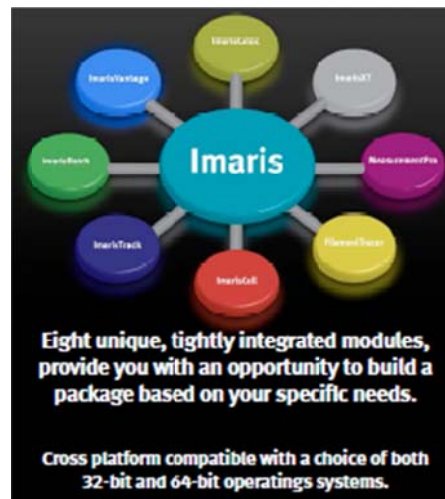 ImarisColoc
ImarisVantage
ImarisXT
Imaris
ImarisBatch
MeasurementPro
ImarisTrack
FilamentTracer
ImarisCell
Eight unique, tightly integrated modules,
provide you with an opportunity to build a
package based on your specific needs.
Cross platform compatible with a choice of both
32-bit and 64-bit operatings systems.